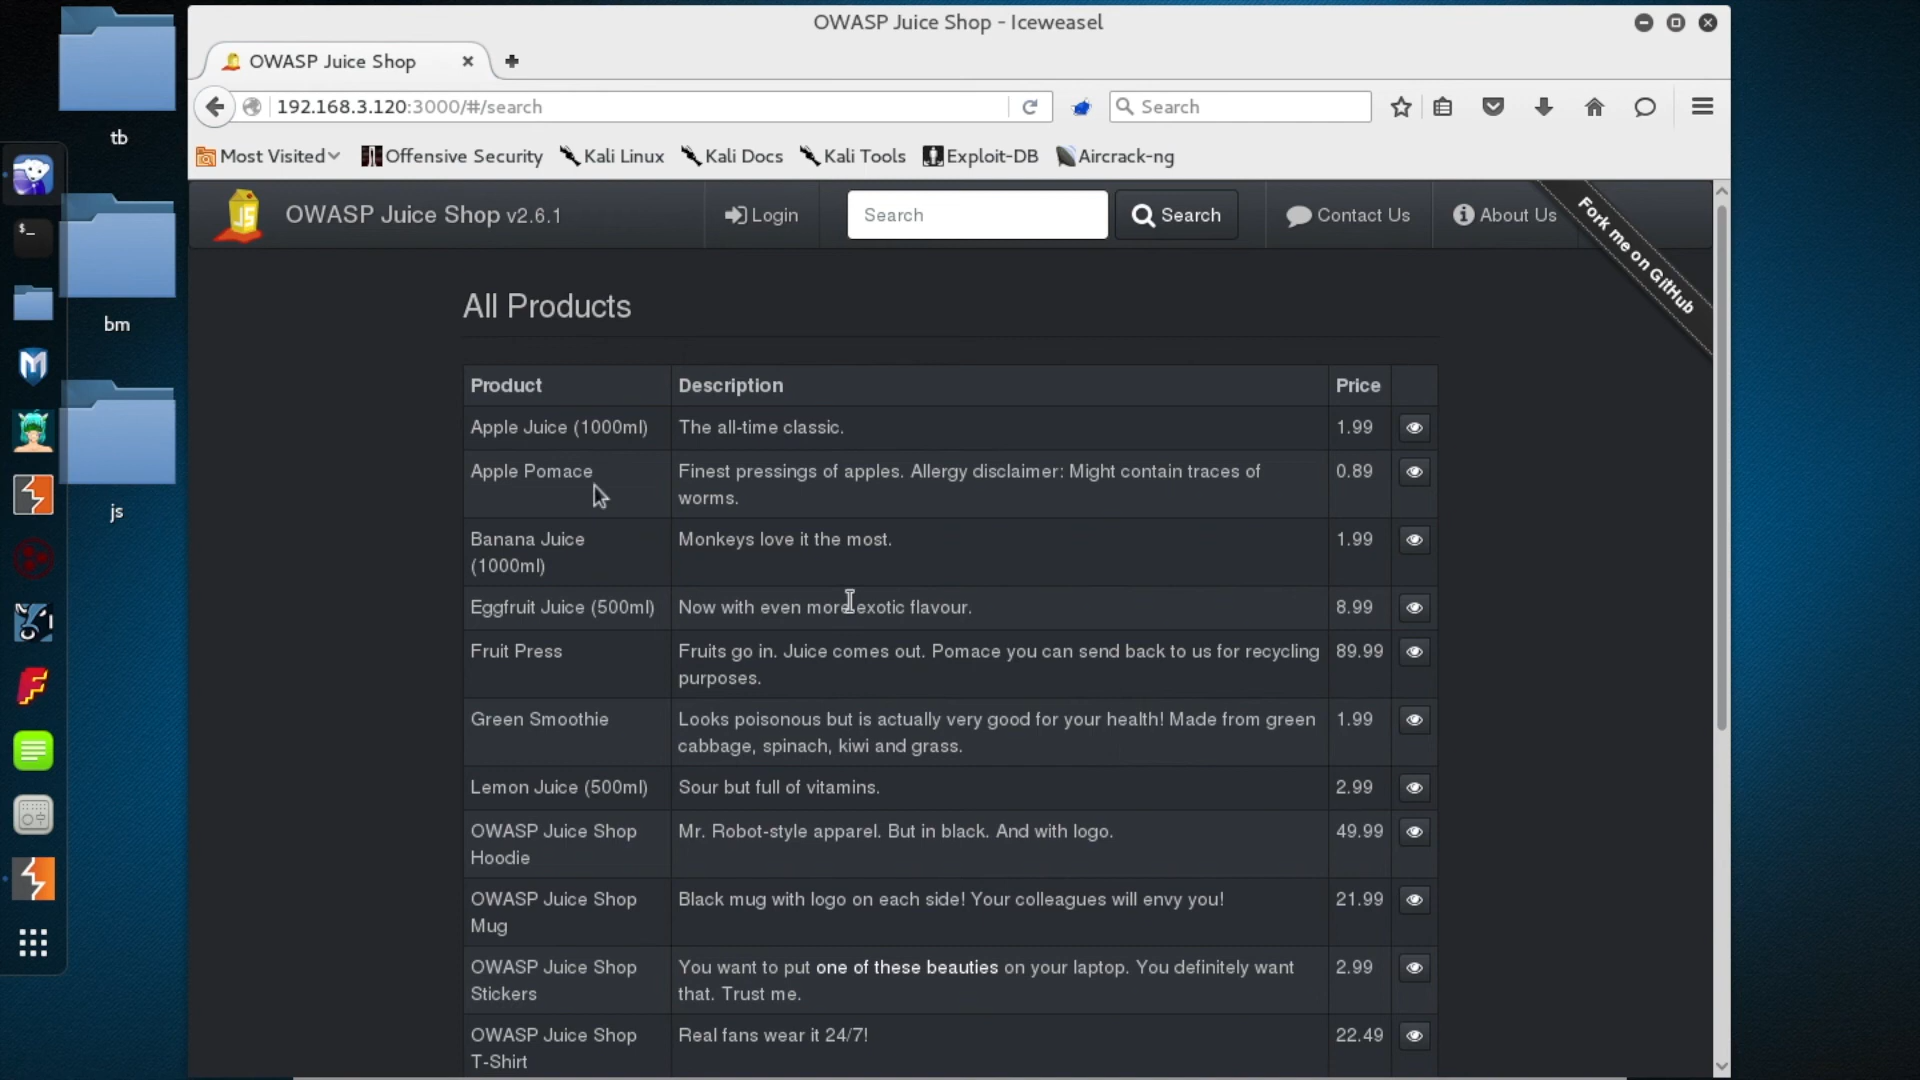 OWASP Juice Shop - Iceweasel
OWASP Juice Shop
192.168.3.120:3000/#/search
Search
Most Visited
Offensive Security
Kali Linux
Kali Docs
Kali Tools
Exploit-DB
Aircrack-ng
tb
bm
js
JS
OWASP Juice Shop v2.6.1
Login
Search
Search
Contact Us
About Us
Fork me on GitHub
All Products
Product Description Price
Apple Juice (1000ml) The all-time classic. 1.99
Apple Pomace Finest pressings of apples. Allergy disclaimer: Might contain traces of 0.89
worms.
Banana Juice Monkeys love it the most. 1.99
(1000ml)
Eggfruit Juice (500ml) Now with even more exotic flavour. 8.99
Fruit Press Fruits go in. Juice comes out. Pomace you can send back to us for recycling 89.99
purposes.
Green Smoothie Looks poisonous but is actually very good for your health! Made from green 1.99
cabbage, spinach, kiwi and grass.
Lemon Juice (500ml) Sour but full of vitamins. 2.99
OWASP Juice Shop Mr. Robot-style apparel. But in black. And with logo. 49.99
Hoodie
OWASP Juice Shop Black mug with logo on each side! Your colleagues will envy you! 21.99
Mug
OWASP Juice Shop You want to put one of these beauties on your laptop. You definitely want 2.99
Stickers that. Trust me.
OWASP Juice Shop Real fans wear it 24/7! 22.49
T-Shirt